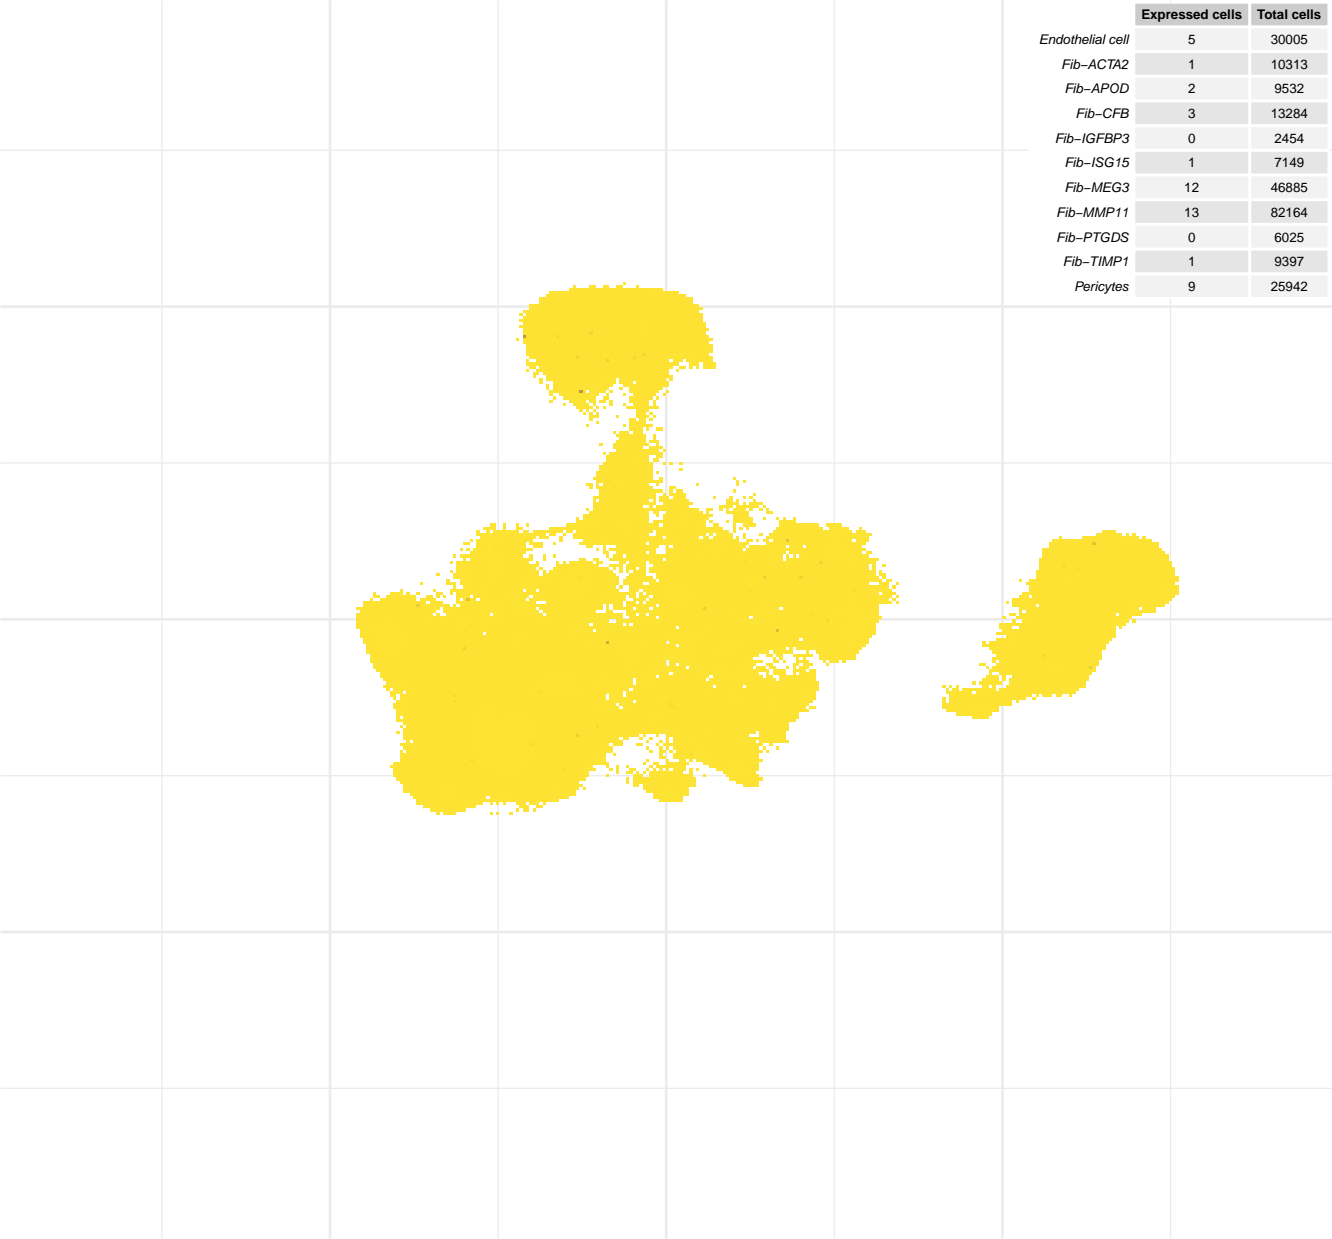 Expressed cells Total cells
Endothelial cell 5 30005
Fib−ACTA2 1 10313
Fib−APOD 2 9532
Fib−CFB 3 13284
Fib−IGFBP3 0 2454
Fib−ISG15 1 7149
Fib−MEG3 12 46885
Fib−MMP11 13 82164
Fib−PTGDS 0 6025
Fib−TIMP1 1 9397
Pericytes 9 25942